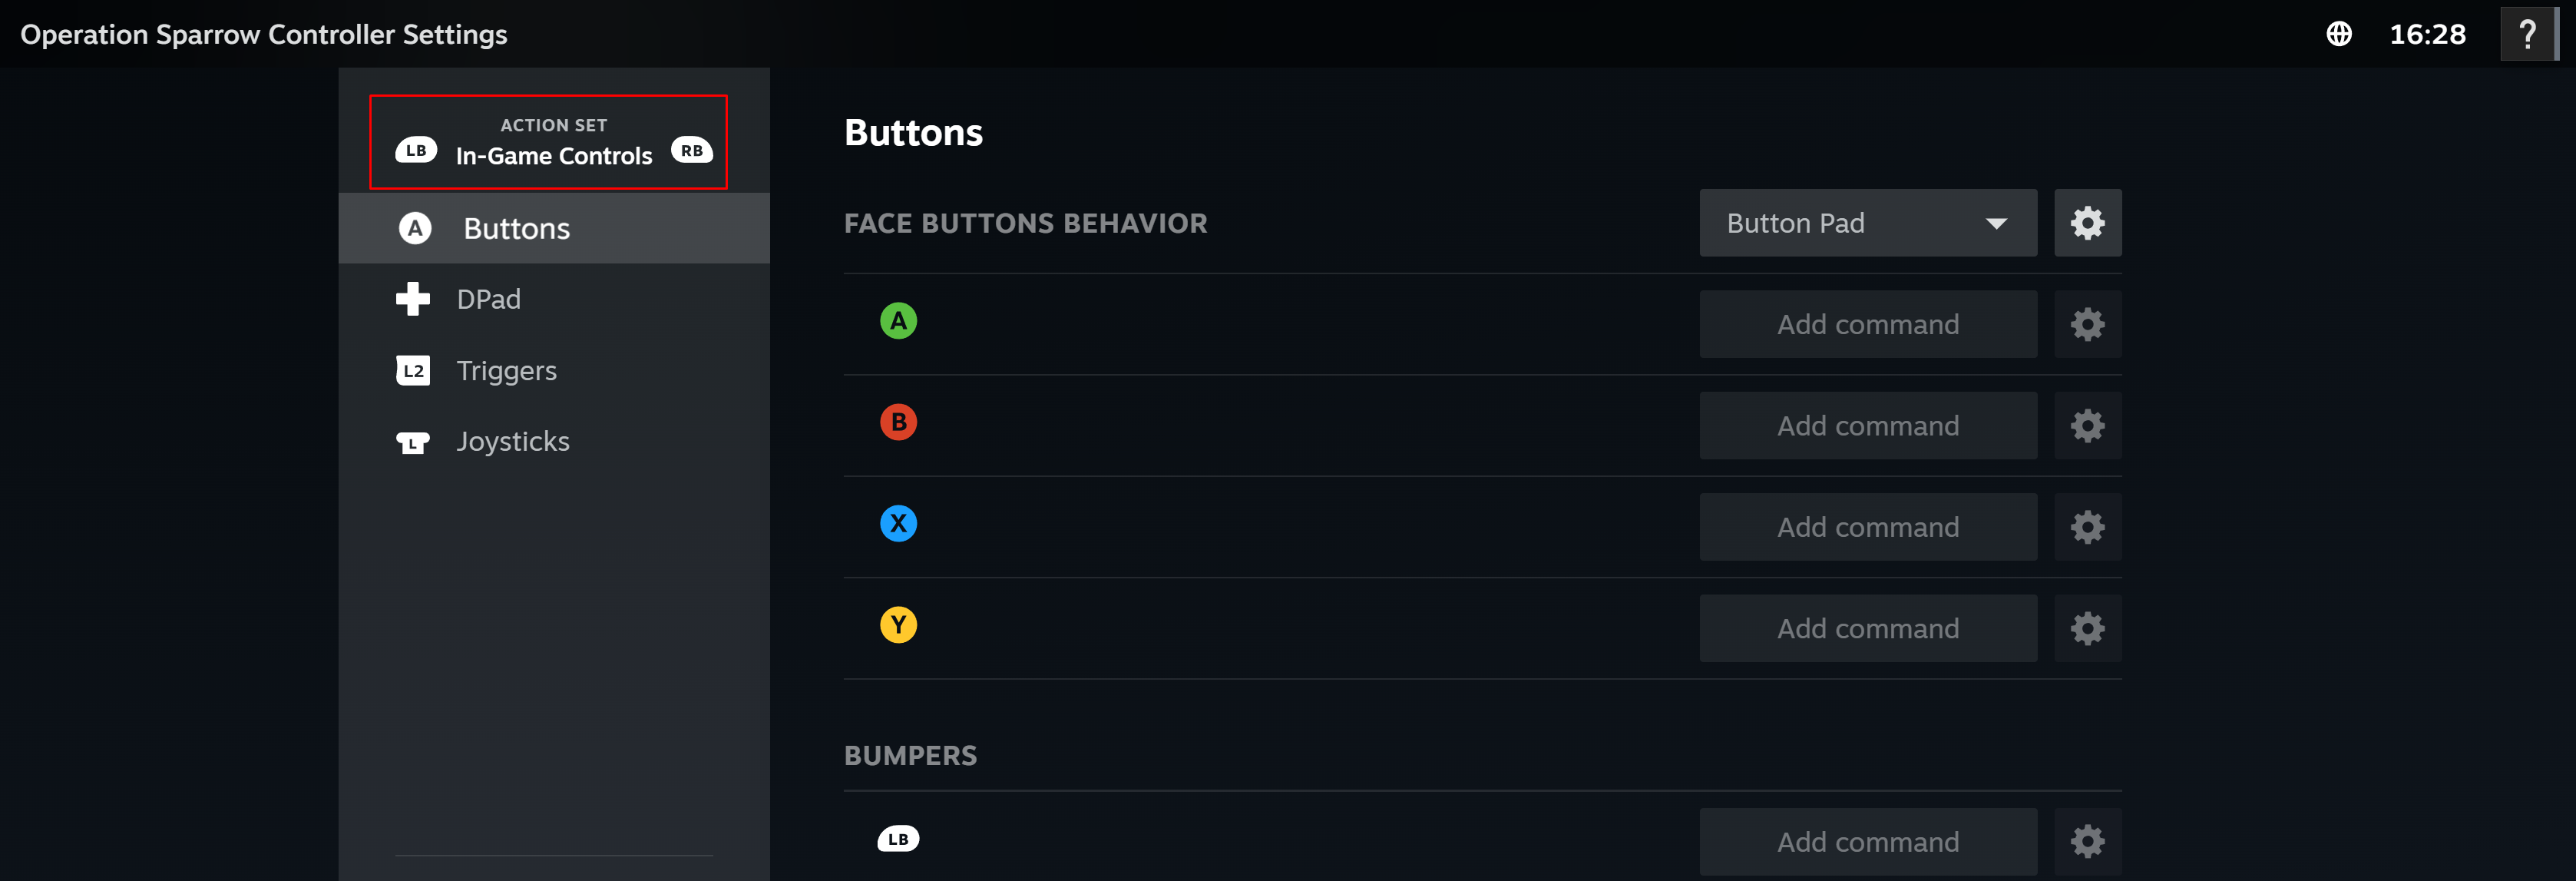 Operation Sparrow Controller Settings
16:28
?
ACTION SET
LB In-Game Controls RB
A Buttons
DPad
L2 Triggers
L Joysticks
Buttons
FACE BUTTONS BEHAVIOR Button Pad
A Add command
B Add command
X Add command
Y Add command
BUMPERS
LB Add command